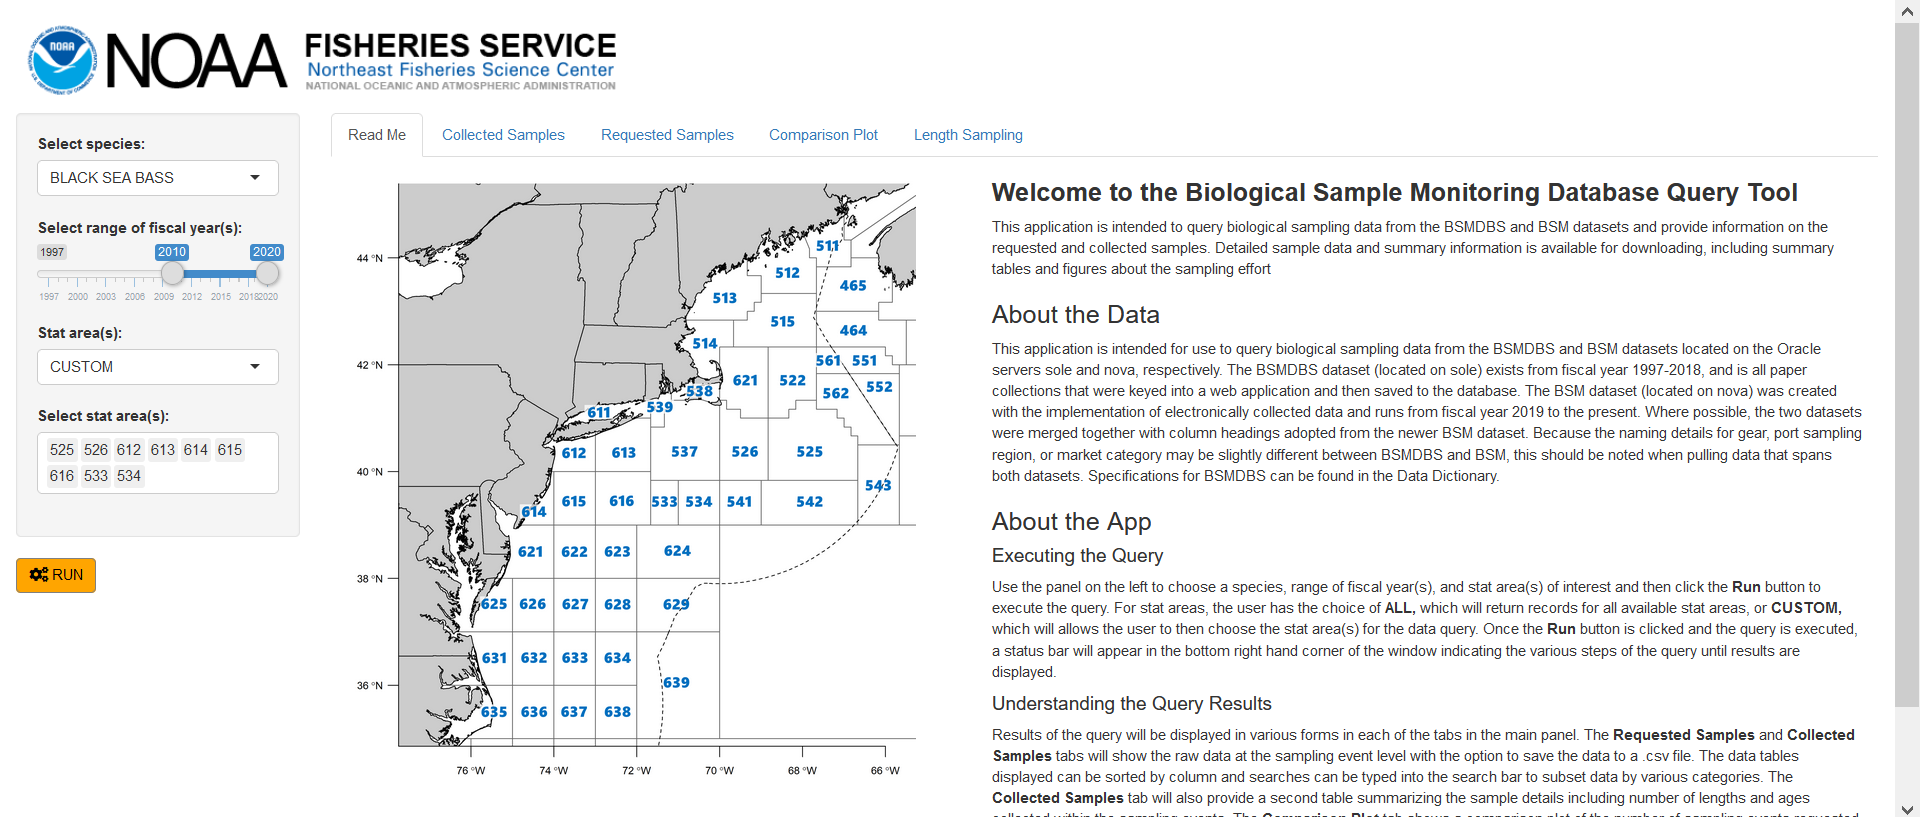 NOAA
NOAA
FISHERIES SERVICE
Northeast Fisheries Science Center
NATIONAL OCEANIC AND ATMOSPHERIC ADMINISTRATION
Select species:
BLACK SEA BASS
Select range of fiscal year(s):
1997 2010 2020
1997 2000 2003 2006 2009 2012 2015 2018 2020
Stat area(s):
CUSTOM
Select stat area(s):
525 526 612 613 614 615
616 533 534
RUN
Read Me Collected Samples Requested Samples Comparison Plot Length Sampling
511
44 °N
512
465
513
515
464
514
42 °N
561 551
621 522 552
538 562
611 539
612 613 537 526 525
40 °N
543
615 616 533 534 541 542
614
621 622 623 624
38 °N
625 626 627 628 629
631 632 633 634
36 °N
639
635 636 637 638
76 °W 74 °W 72 °W 70 °W 68 °W 66 °W
Welcome to the Biological Sample Monitoring Database Query Tool
This application is intended to query biological sampling data from the BSMDBS and BSM datasets and provide information on the
requested and collected samples. Detailed sample data and summary information is available for downloading, including summary
tables and figures about the sampling effort
About the Data
This application is intended for use to query biological sampling data from the BSMDBS and BSM datasets located on the Oracle
servers sole and nova, respectively. The BSMDBS dataset (located on sole) exists from fiscal year 1997-2018, and is all paper
collections that were keyed into a web application and then saved to the database. The BSM dataset (located on nova) was created
with the implementation of electronically collected data and runs from fiscal year 2019 to the present. Where possible, the two datasets
were merged together with column headings adopted from the newer BSM dataset. Because the naming details for gear, port sampling
region, or market category may be slightly different between BSMDBS and BSM, this should be noted when pulling data that spans
both datasets. Specifications for BSMDBS can be found in the Data Dictionary.
About the App
Executing the Query
Use the panel on the left to choose a species, range of fiscal year(s), and stat area(s) of interest and then click the Run button to
execute the query. For stat areas, the user has the choice of ALL, which will return records for all available stat areas, or CUSTOM,
which will allows the user to then choose the stat area(s) for the data query. Once the Run button is clicked and the query is executed,
a status bar will appear in the bottom right hand corner of the window indicating the various steps of the query until results are
displayed.
Understanding the Query Results
Results of the query will be displayed in various forms in each of the tabs in the main panel. The Requested Samples and Collected
Samples tabs will show the raw data at the sampling event level with the option to save the data to a .csv file. The data tables
displayed can be sorted by column and searches can be typed into the search bar to subset data by various categories. The
Collected Samples tab will also provide a second table summarizing the sample details including number of lengths and ages
collected within the sampling events. The Comparison Plot tab shows a comparison plot of the number of sampling events requested